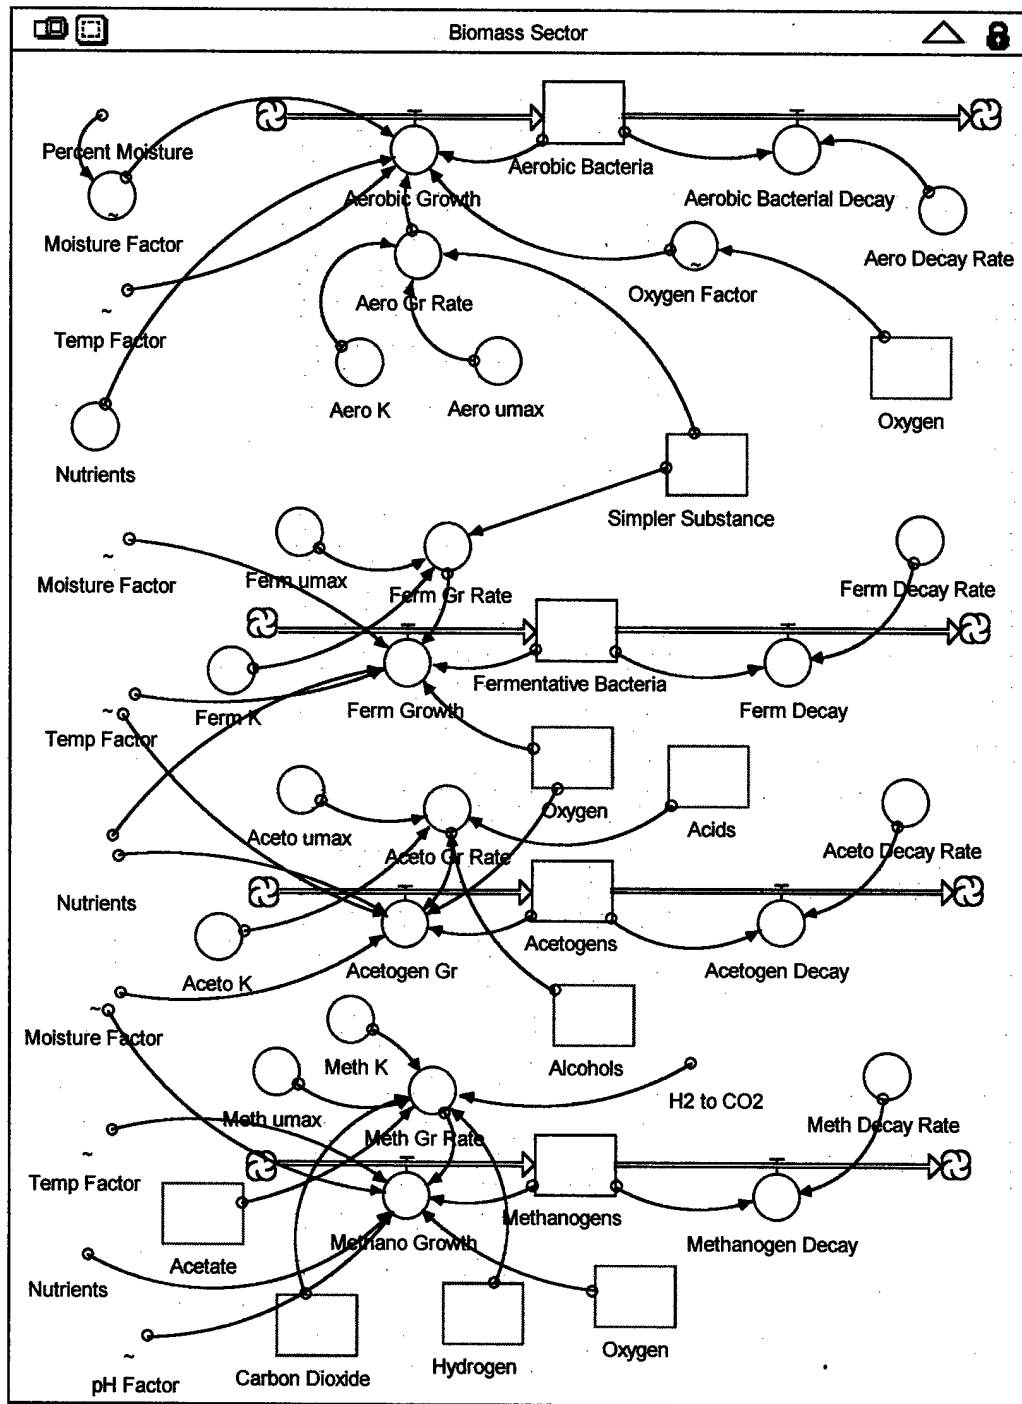 Biomass Sector
Percent Moisture
Aerobic Bacteria
Aerobic Growth
Aerobic Bacterial Decay
Moisture Factor
Aero Decay Rate
Oxygen Factor
Aero Gr Rate
~
~
~
Temp Factor
Aero K
Aero umax
Oxygen
Nutrients
Simpler Substance
~
Moisture Factor
Ferm umax
Ferm Gr Rate
Ferm Decay Rate
Fermentative Bacteria
Ferm K
Ferm Growth
Ferm Decay
~
Temp Factor
Oxygen
Acids
Aceto umax
Aceto Gr Rate
Aceto Decay Rate
Nutrients
Acetogens
Aceto K
Acetogen Gr
Acetogen Decay
~
Moisture Factor
Meth K
Alcohols
H2 to CO2
Meth umax
Meth Gr Rate
Meth Decay Rate
~
Temp Factor
Methanogens
Acetate
Methano Growth
Methanogen Decay
Nutrients
Oxygen
Hydrogen
Carbon Dioxide
~
pH Factor